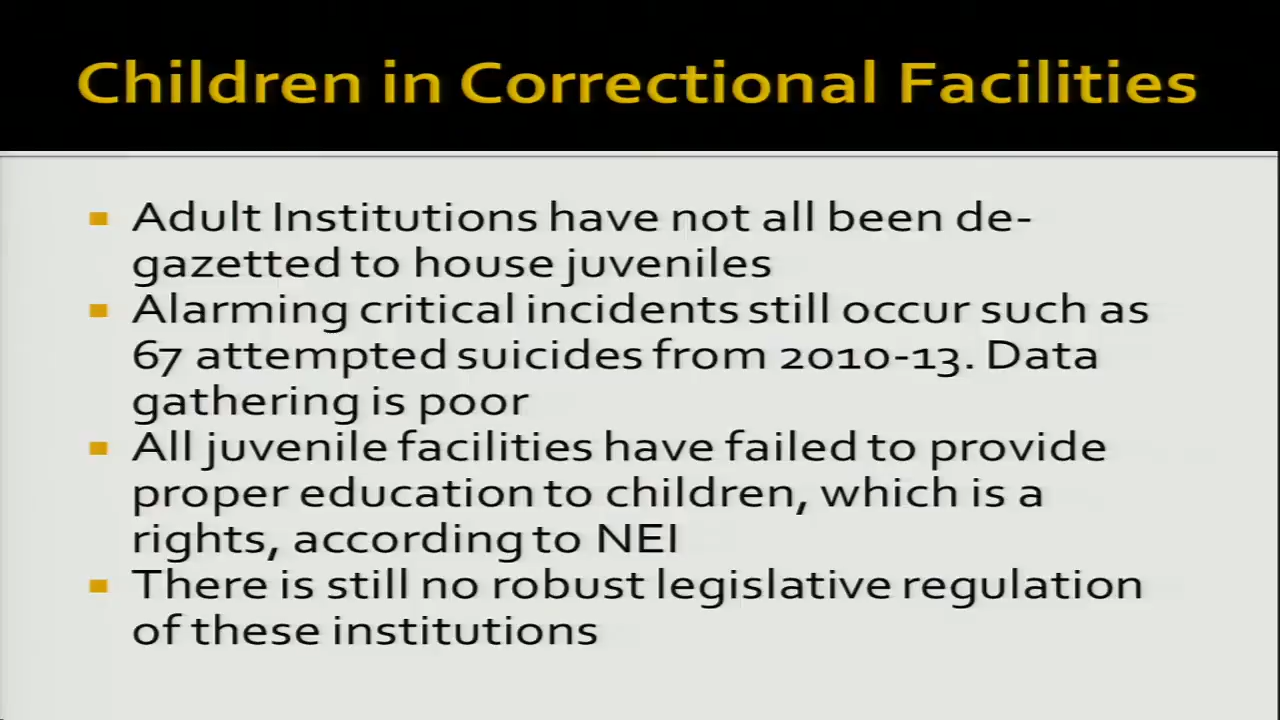 Children in Correctional Facilities
Adult Institutions have not all been de-
gazetted to house juveniles
Alarming critical incidents still occur such as
67 attempted suicides from 2010-13. Data
gathering is poor
All juvenile facilities have failed to provide
proper education to children, which is a
rights, according to NEI
There is still no robust legislative regulation
of these institutions